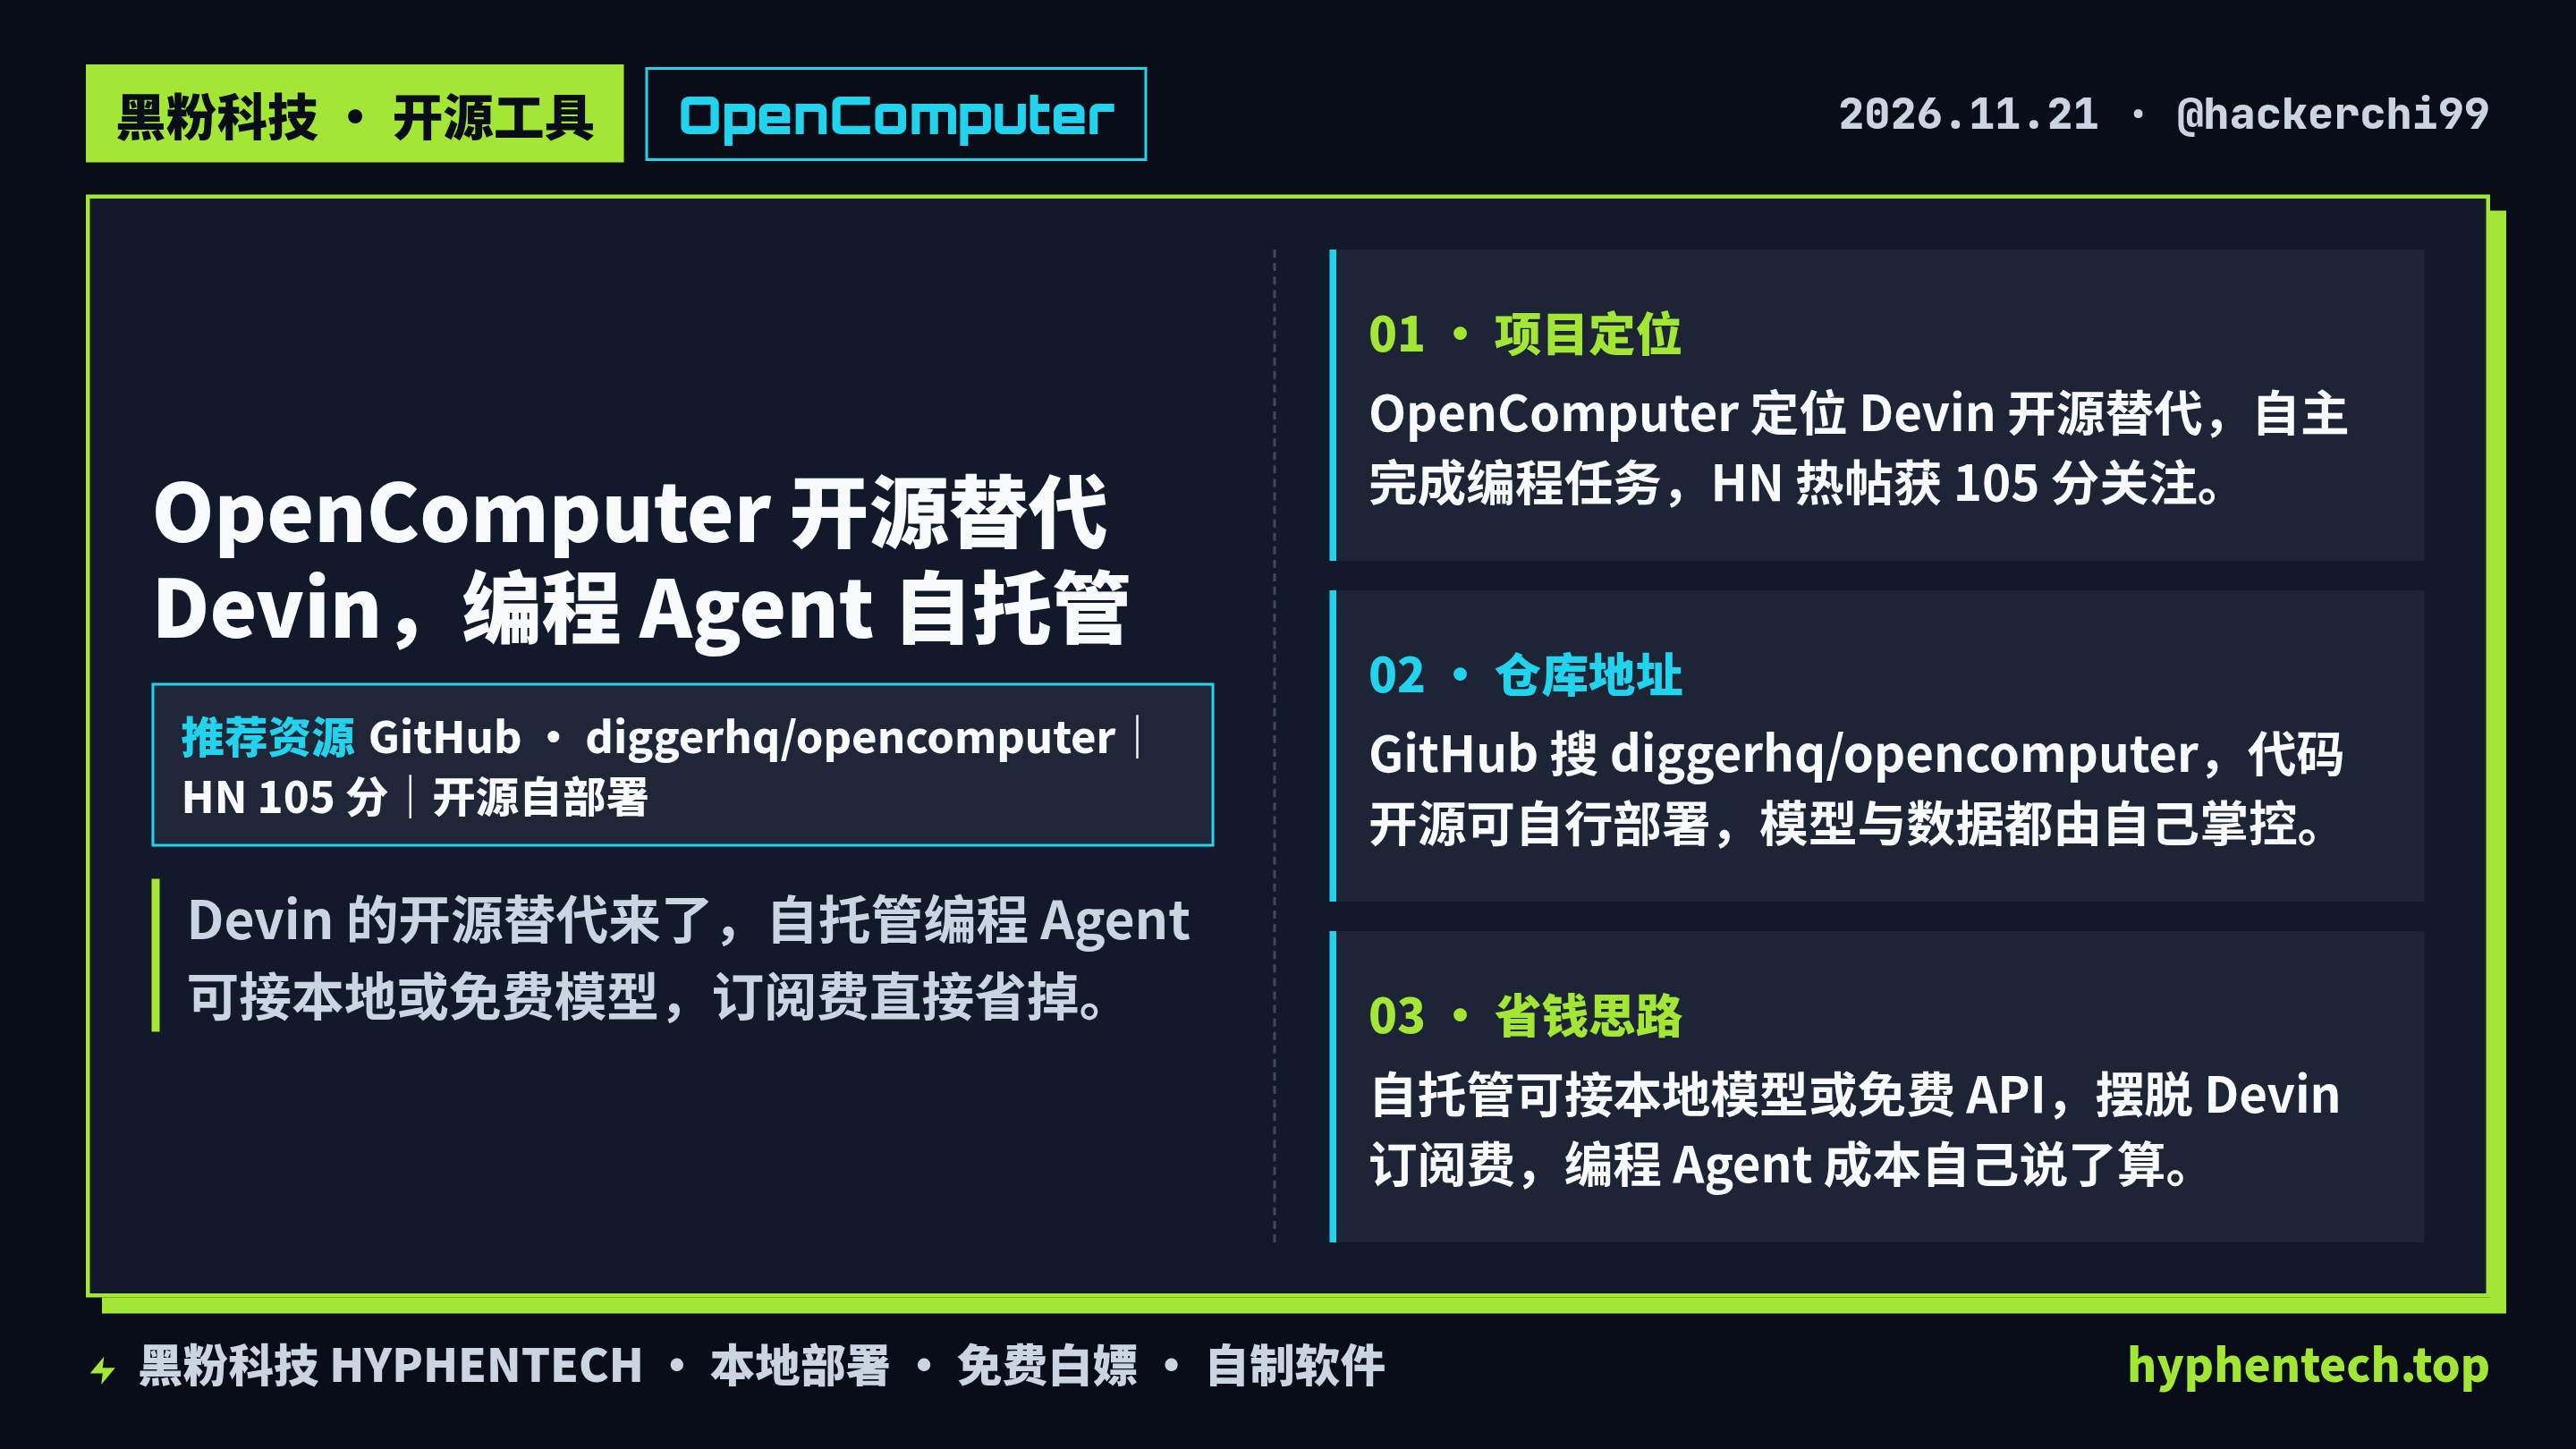 黑粉科技 · 开源工具
OpenComputer
2026.11.21 · @hackerchi99
OpenComputer 开源替代
Devin，编程 Agent 自托管
推荐资源 GitHub · diggerhq/opencomputer｜
HN 105 分｜开源自部署
Devin 的开源替代来了，自托管编程 Agent
可接本地或免费模型，订阅费直接省掉。
01 · 项目定位
OpenComputer 定位 Devin 开源替代，自主
完成编程任务，HN 热帖获 105 分关注。
02 · 仓库地址
GitHub 搜 diggerhq/opencomputer，代码
开源可自行部署，模型与数据都由自己掌控。
03 · 省钱思路
自托管可接本地模型或免费 API，摆脱 Devin
订阅费，编程 Agent 成本自己说了算。
黑粉科技 HYPHENTECH · 本地部署 · 免费白嫖 · 自制软件
hyphentech.top